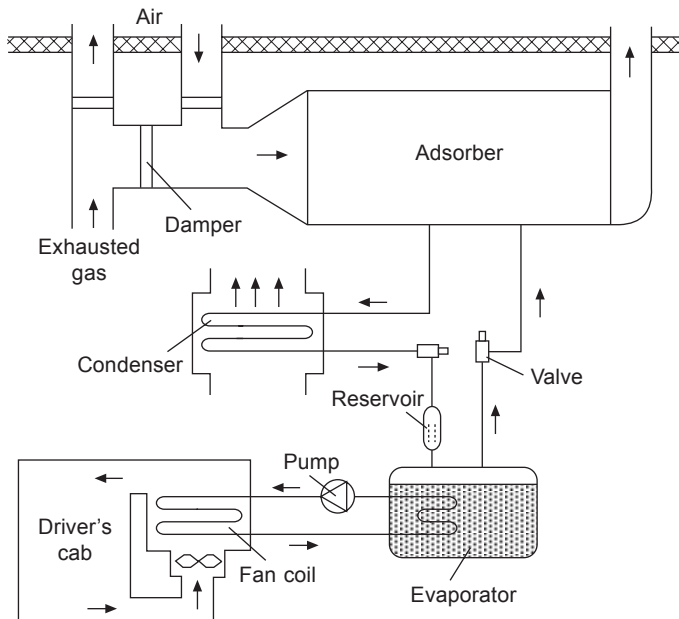 Air
Adsorber
Damper
Exhausted
gas
Condenser
Valve
Reservoir
Pump
Driver's
cab
Fan coil
Evaporator